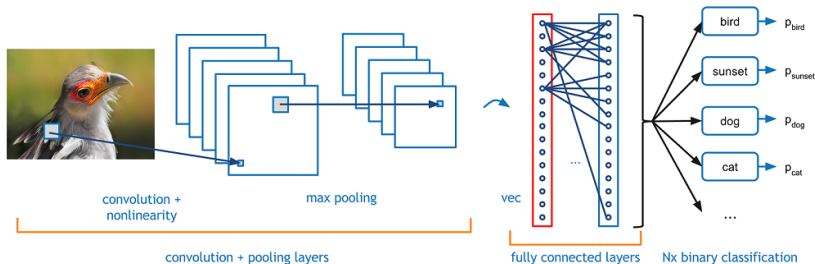 bird
p_bird
sunset
p_sunset
dog
p_dog
cat
p_cat
...
...
convolution +
nonlinearity
max pooling
vec
convolution + pooling layers
fully connected layers
Nx binary classification